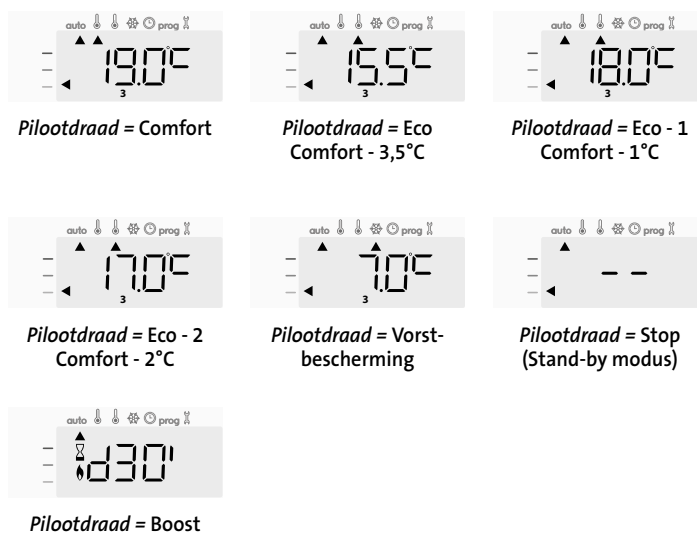 auto prog
19.0°C
3
Pilootdraad = Comfort
auto prog
15.5°C
3
Pilootdraad = Eco
Comfort - 3,5°C
auto prog
18.0°C
3
Pilootdraad = Eco - 1
Comfort - 1°C
auto prog
17.0°C
3
Pilootdraad = Eco - 2
Comfort - 2°C
auto prog
7.0°C
3
Pilootdraad = Vorst-
bescherming
auto prog
- -
Pilootdraad = Stop
(Stand-by modus)
auto prog
d30'
Pilootdraad = Boost